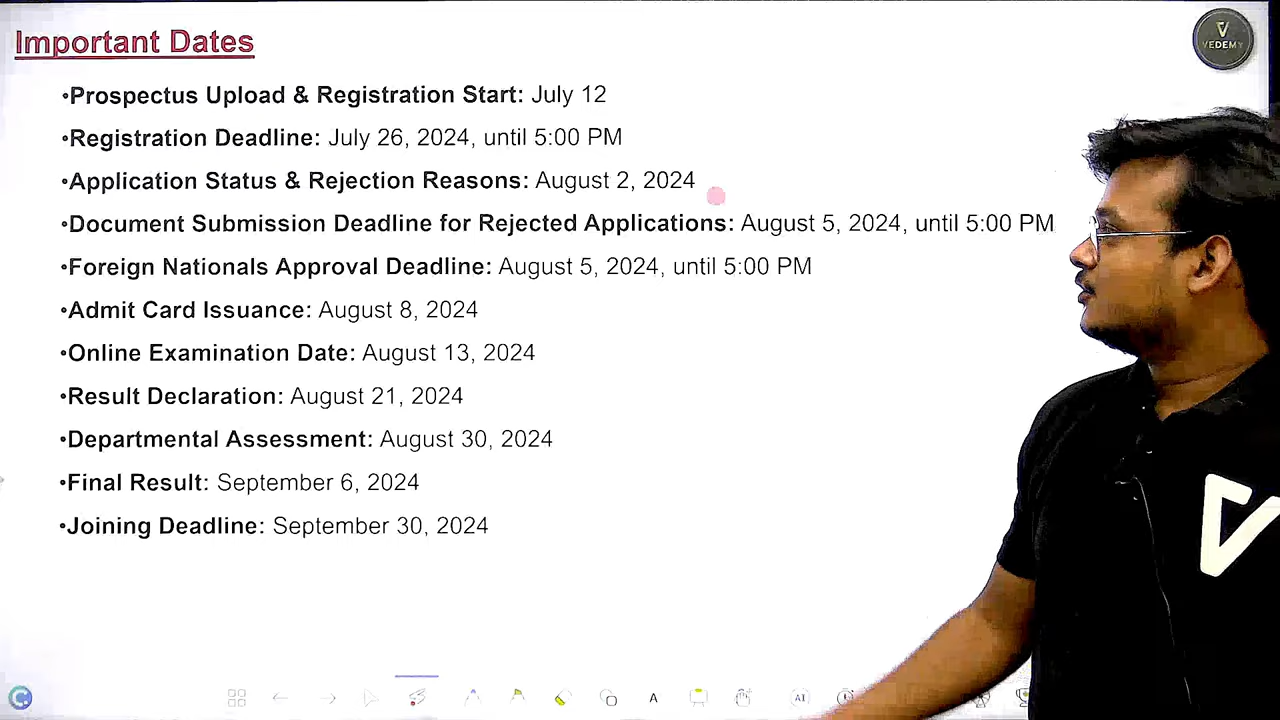 Important Dates
VEDEMY
•Prospectus Upload & Registration Start: July 12
•Registration Deadline: July 26, 2024, until 5:00 PM
•Application Status & Rejection Reasons: August 2, 2024
•Document Submission Deadline for Rejected Applications: August 5, 2024, until 5:00 PM
•Foreign Nationals Approval Deadline: August 5, 2024, until 5:00 PM
•Admit Card Issuance: August 8, 2024
•Online Examination Date: August 13, 2024
•Result Declaration: August 21, 2024
•Departmental Assessment: August 30, 2024
•Final Result: September 6, 2024
•Joining Deadline: September 30, 2024
A
AI